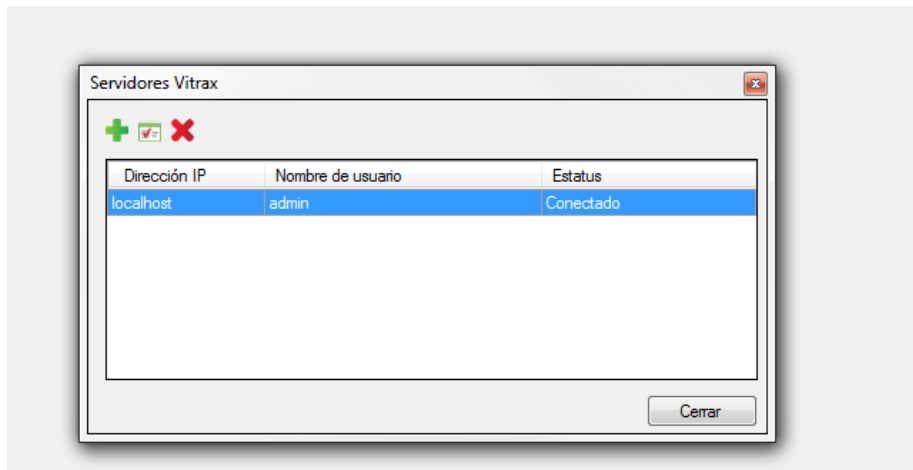 Servidores Vitrax
Dirección IP Nombre de usuario Estatus
localhost admin Conectado
Cerrar